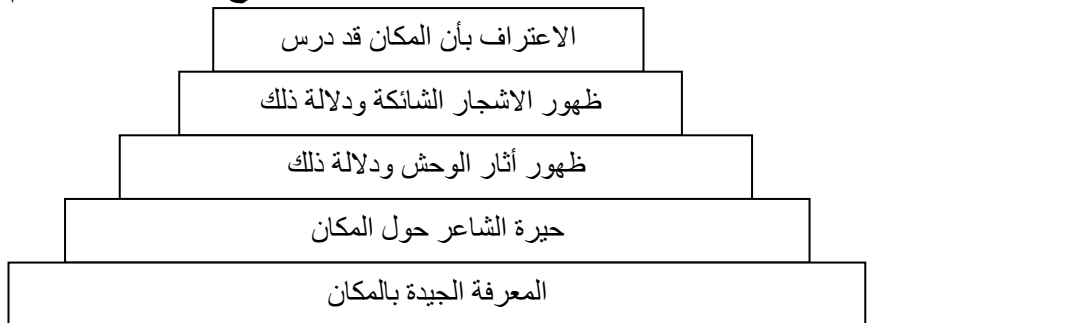 الاعتراف بأن المكان قد درس
ظهور الاشجار الشائكة ودلالة ذلك
ظهور أثار الوحش ودلالة ذلك
حيرة الشاعر حول المكان
المعرفة الجيدة بالمكان